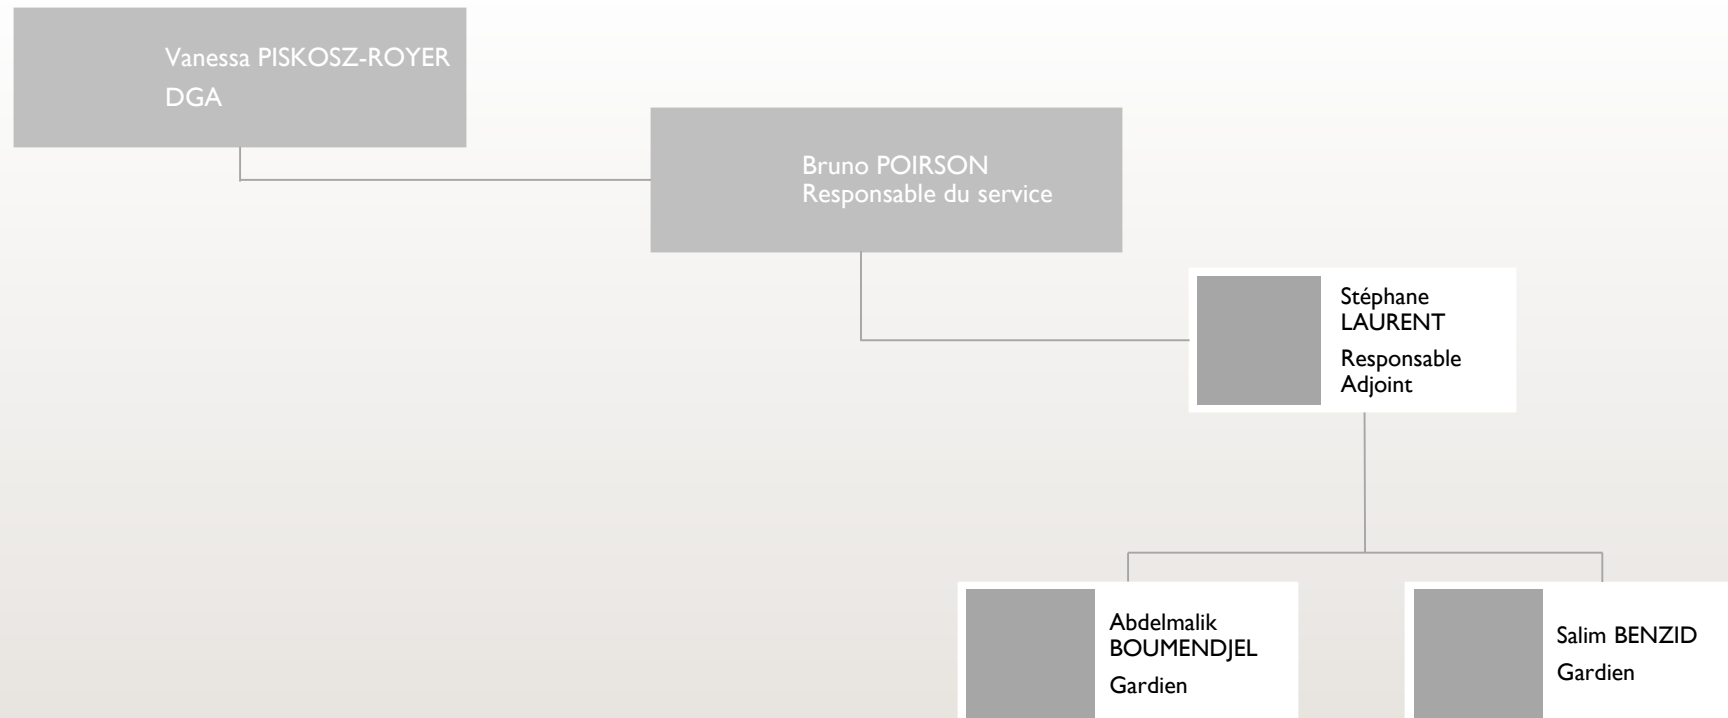 Vanessa PISKOSZ-ROYER
DGA
Bruno POIRSON
Responsable du service
Stéphane
LAURENT
Responsable
Adjoint
Abdelmalik
BOUMENDJEL
Gardien
Salim BENZID
Gardien